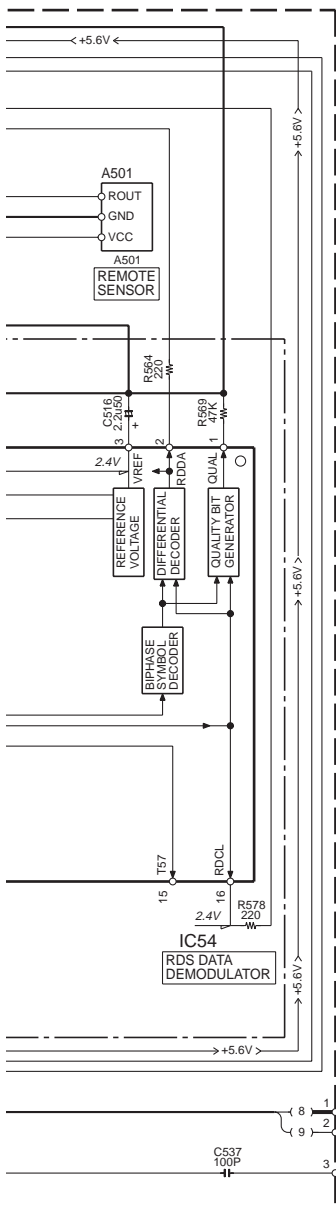 +5.6V
+5.6V
A501
ROUT
GND
VCC
A501
REMOTE
SENSOR
R564
220
C516
2.2u50
+
R569
47K
3
2
1
2.4V
VREF
RDDA
QUAL
REFERENCE
VOLTAGE
DIFFERENTIAL
DECODER
QUALITY BIT
GENERATOR
+5.6V
BIPHASE
SYMBOL
DECODER
T57
RDCL
15
16
R578
220
2.4V
IC54
RDS DATA
DEMODULATOR
+5.6V
+5.6V
8
1
9
2
C537
100P
3